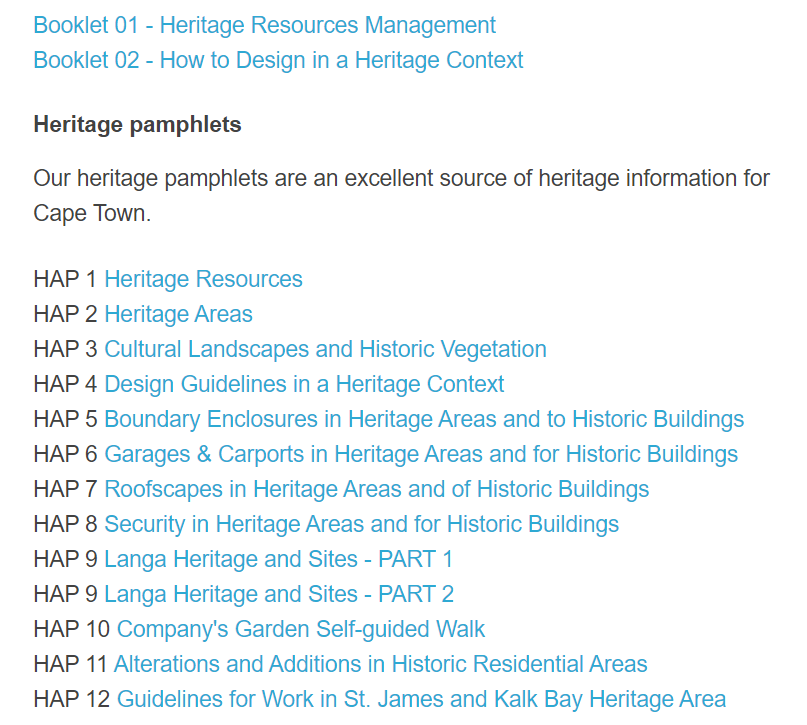 Booklet 01 - Heritage Resources Management
Booklet 02 - How to Design in a Heritage Context
Heritage pamphlets
Our heritage pamphlets are an excellent source of heritage information for
Cape Town.
HAP 1 Heritage Resources
HAP 2 Heritage Areas
HAP 3 Cultural Landscapes and Historic Vegetation
HAP 4 Design Guidelines in a Heritage Context
HAP 5 Boundary Enclosures in Heritage Areas and to Historic Buildings
HAP 6 Garages & Carports in Heritage Areas and for Historic Buildings
HAP 7 Roofscapes in Heritage Areas and of Historic Buildings
HAP 8 Security in Heritage Areas and for Historic Buildings
HAP 9 Langa Heritage and Sites - PART 1
HAP 9 Langa Heritage and Sites - PART 2
HAP 10 Company's Garden Self-guided Walk
HAP 11 Alterations and Additions in Historic Residential Areas
HAP 12 Guidelines for Work in St. James and Kalk Bay Heritage Area